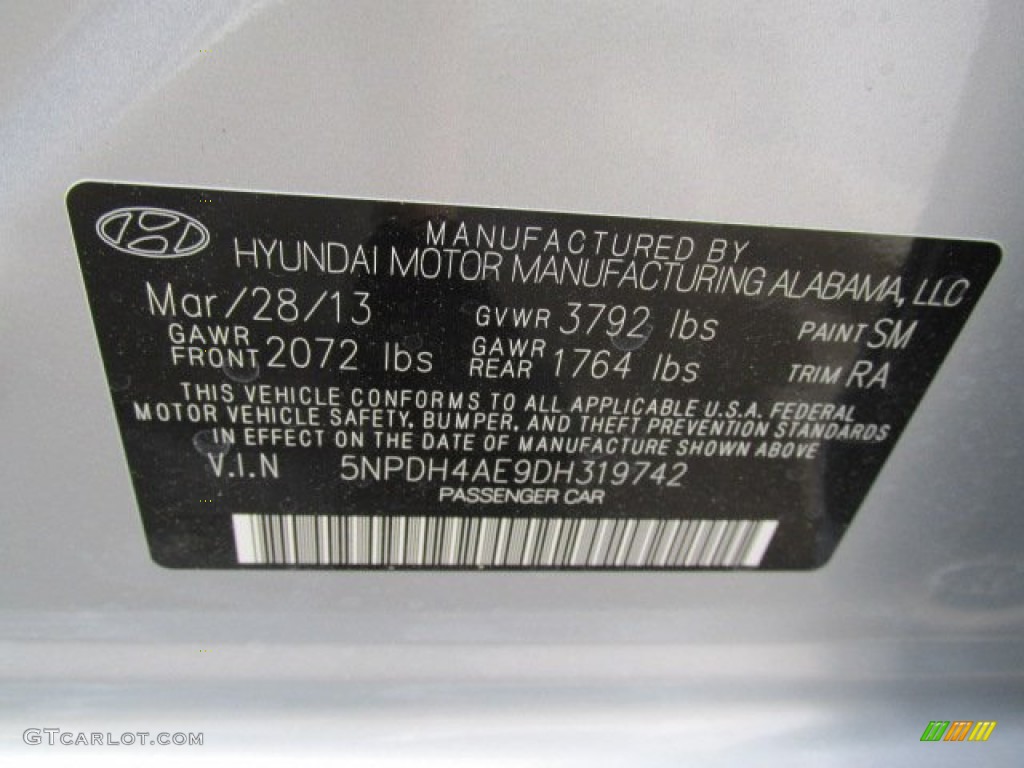 MANUFACTURED BY
HYUNDAI MOTOR MANUFACTURING ALABAMA, LLC
Mar/28/13 GVWR 3792 lbs PAINT SM
GAWR FRONT 2072 lbs GAWR REAR 1764 lbs TRIM RA
THIS VEHICLE CONFORMS TO ALL APPLICABLE U.S.A. FEDERAL
MOTOR VEHICLE SAFETY, BUMPER, AND THEFT PREVENTION STANDARDS
IN EFFECT ON THE DATE OF MANUFACTURE SHOWN ABOVE
V.I.N 5NPDH4AE9DH319742
PASSENGER CAR
GTCARLOT.COM